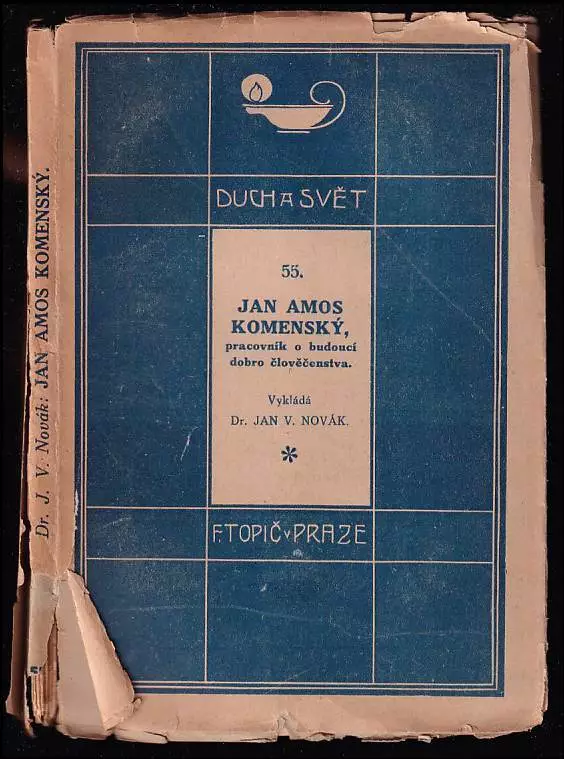 DUCH A SVĚT
55.
JAN AMOS
KOMENSKÝ,
pracovník o budoucí
dobro člověčenstva.
Vykládá
Dr. JAN V. NOVÁK.
*
F. TOPIČ V PRAZE
Dr. J. V. Novák: JAN AMOS KOMENSKÝ.